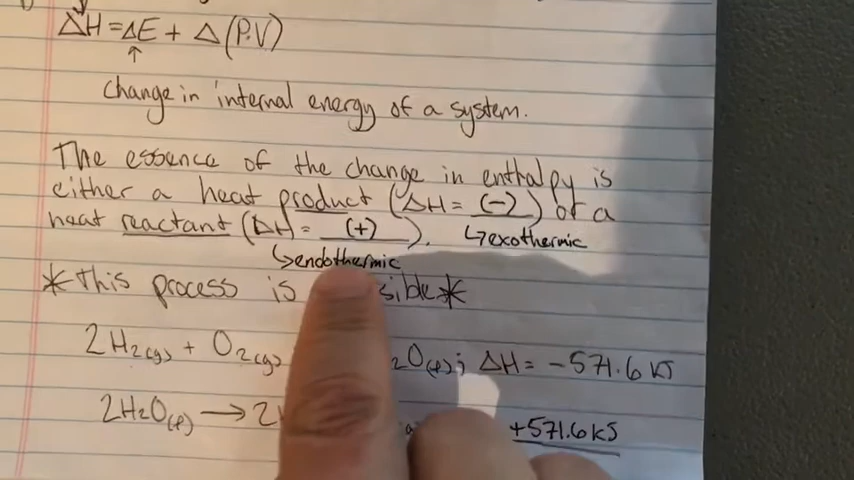 ΔH = ΔE + Δ(P.V)
↑
Change in internal energy of a system.
The essence of the change in enthalpy is
either a heat product (ΔH = (-)) or a
heat reactant (ΔH = (+)). ↳exothermic
↳endothermic
*This process is sible*
2H₂(g) + O₂(g) ₂O(l); ΔH = -571.6 kJ
2H₂O(l) → 2 +571.6 kJ